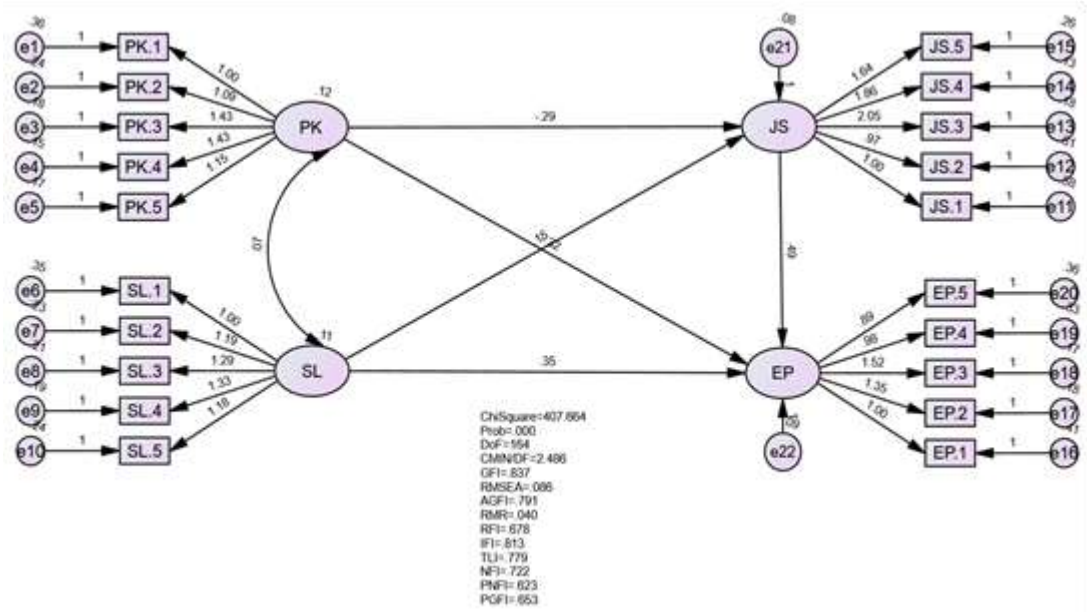 e1 1 PK.1 1.00
e2 1 PK.2 1.09
e3 1 PK.3 1.43
e4 1 PK.4 1.43
e5 1 PK.5 1.15
PK .12
-.29
e21 .08
JS
JS.5 1 e15 1.64
JS.4 1 e14 1.86
JS.3 1 e13 2.05
JS.2 1 e12 .97
JS.1 1 e11 1.00
.07
.15
.49
e6 1 SL.1 1.00
e7 1 SL.2 1.19
e8 1 SL.3 1.29
e9 1 SL.4 1.33
e10 1 SL.5 1.18
SL .11
.35
EP
e22
EP.5 1 e20 .89
EP.4 1 e19 .98
EP.3 1 e18 1.52
EP.2 1 e17 1.35
EP.1 1 e16 1.00
ChiSquare=407.664
Prob=.000
DoF=164
CMIN/DF=2.486
GFI=.837
RMSEA=.086
AGFI=.791
RMR=.040
RFI=.678
IFI=.813
TLI=.779
NFI=.722
PNFI=.623
PGFI=.653